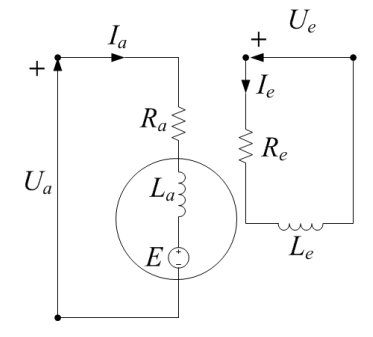 I_a
+
U_e
+
I_e
R_a
R_e
U_a
L_a
L_e
E
+
−